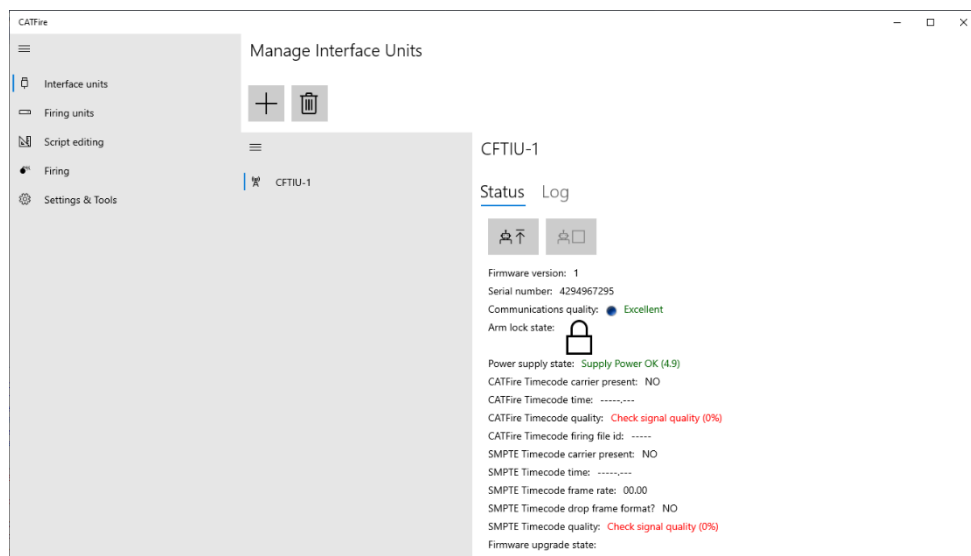 CATFire
Manage Interface Units
Interface units
Firing units
Script editing
Firing
Settings & Tools
CFTIU-1
CFTIU-1
Status Log
Firmware version: 1
Serial number: 4294967295
Communications quality: Excellent
Arm lock state:
Power supply state: Supply Power OK (4.9)
CATFire Timecode carrier present: NO
CATFire Timecode time: -----.---
CATFire Timecode quality: Check signal quality (0%)
CATFire Timecode firing file id: -----
SMPTE Timecode carrier present: NO
SMPTE Timecode time: -----.---
SMPTE Timecode frame rate: 00.00
SMPTE Timecode drop frame format? NO
SMPTE Timecode quality: Check signal quality (0%)
Firmware upgrade state: